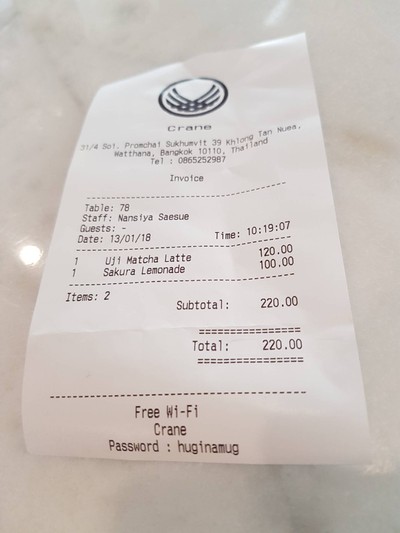 Crane
31/4 Soi. Promchai Sukhumvit 39 Khlong Tan Nuea,
Watthana, Bangkok 10110, Thailand
Tel : 0865252987
Invoice
Table: 78
Staff: Nansiya Saesue
Guests: -
Date: 13/01/18 Time: 10:19:07
1 Uji Matcha Latte 120.00
1 Sakura Lemonade 100.00
Items: 2
Subtotal: 220.00
Total: 220.00
Free Wi-Fi
Crane
Password : huginamug